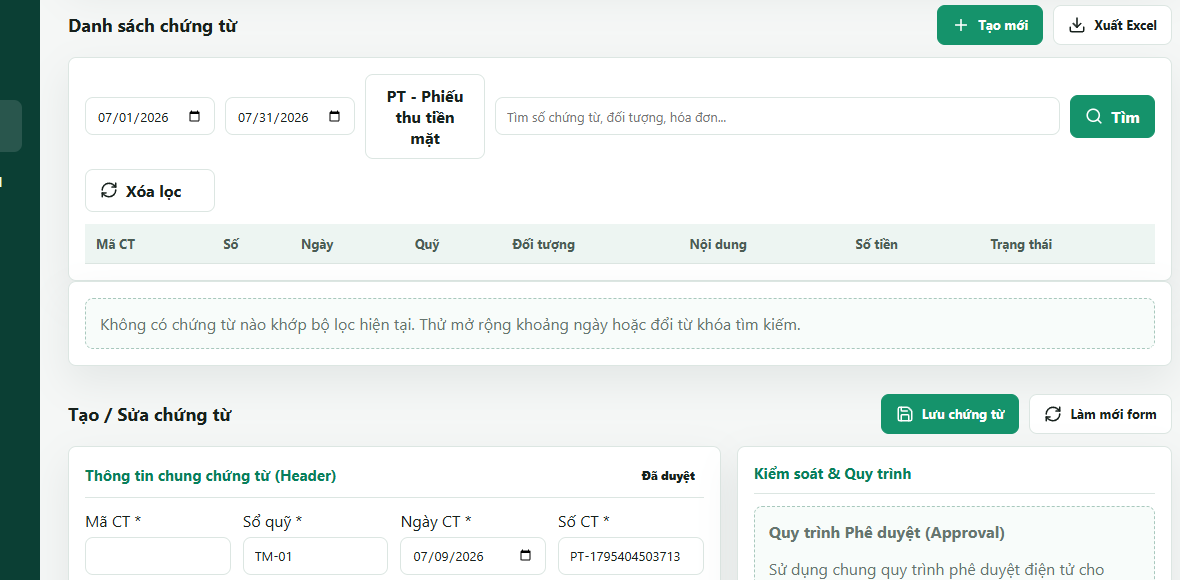 Danh sách chứng từ
Tạo mới
Xuất Excel
07/01/2026
07/31/2026
PT - Phiếu
thu tiền
mặt
Tìm số chứng từ, đối tượng, hóa đơn...
Tìm
Xóa lọc
Mã CT Số Ngày Quỹ Đối tượng Nội dung Số tiền Trạng thái
Không có chứng từ nào khớp bộ lọc hiện tại. Thử mở rộng khoảng ngày hoặc đổi từ khóa tìm kiếm.
Tạo / Sửa chứng từ
Lưu chứng từ
Làm mới form
Thông tin chung chứng từ (Header)
Đã duyệt
Mã CT * Sổ quỹ * Ngày CT * Số CT *
TM-01 07/09/2026 PT-1795404503713
Kiểm soát & Quy trình
Quy trình Phê duyệt (Approval)
Sử dụng chung quy trình phê duyệt điện tử cho